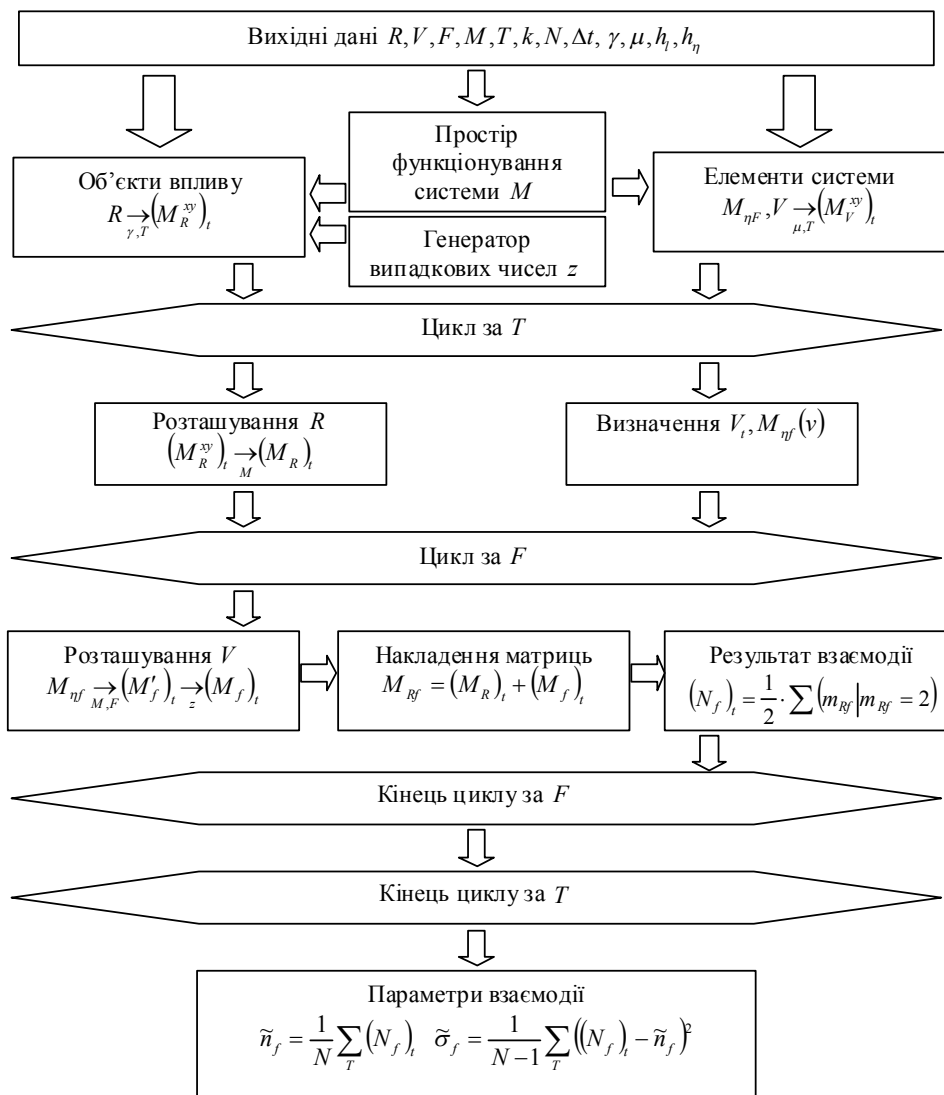 Вихідні дані R, V, F, M, T, k, N, Δt, γ, μ, h_l, h_η
Простір
функціонування
системи M
Об’єкти впливу
R →_{γ,T} (M_R^{xy})_t
Елементи системи
M_{ηF}, V →_{μ,T} (M_V^{xy})_t
Генератор
випадкових чисел z
Цикл за T
Розташування R
(M_R^{xy})_t →_M (M_R)_t
Визначення V_t, M_{ηf}(v)
Цикл за F
Розташування V
M_{ηf} →_{M,F} (M′_f)_t →_z (M_f)_t
Накладення матриць
M_{Rf} = (M_R)_t + (M_f)_t
Результат взаємодії
(N_f)_t = 1/2 · ∑ (m_{Rf} | m_{Rf} = 2)
Кінець циклу за F
Кінець циклу за T
Параметри взаємодії
ñ_f = 1/N ∑_T (N_f)_t   σ̃_f = 1/(N−1) ∑_T ((N_f)_t − ñ_f)²